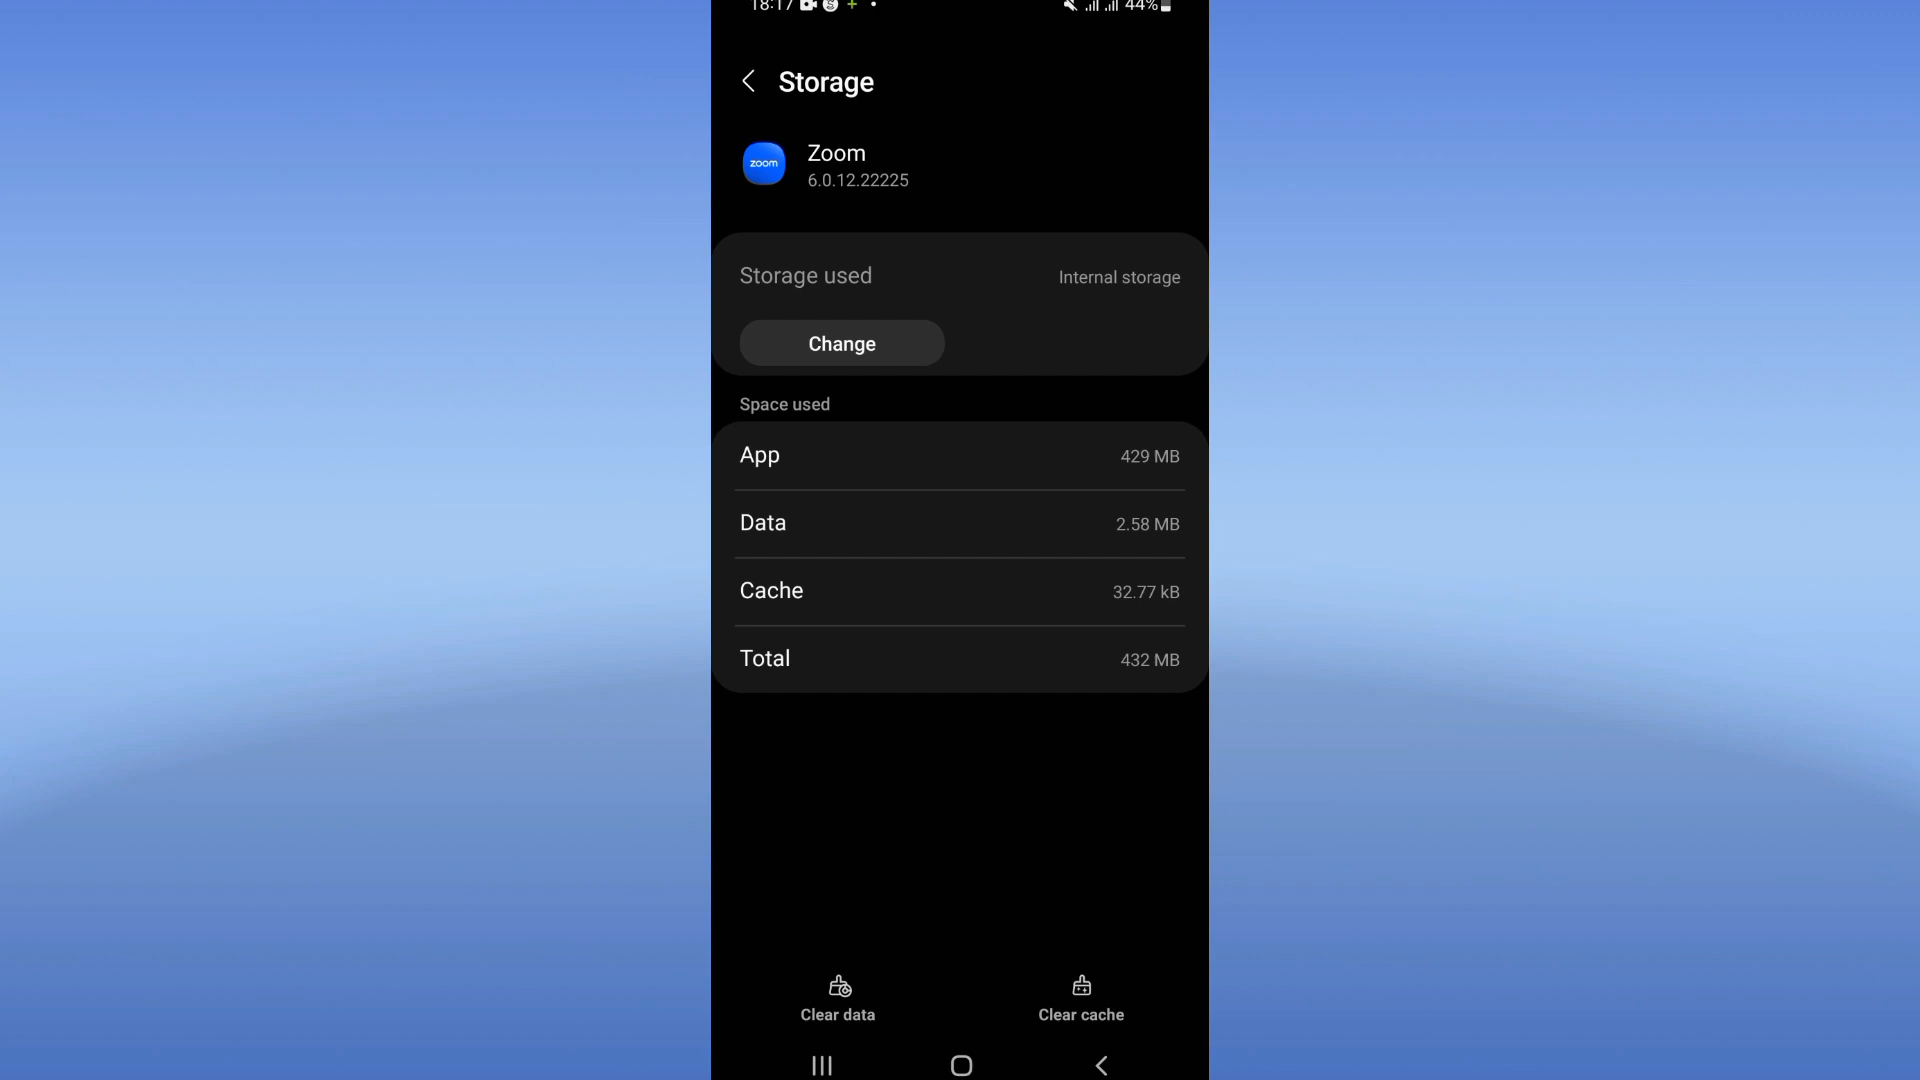 18:17 44%
Storage
zoom
Zoom
6.0.12.22225
Storage used Internal storage
Change
Space used
App 429 MB
Data 2.58 MB
Cache 32.77 kB
Total 432 MB
Clear data Clear cache